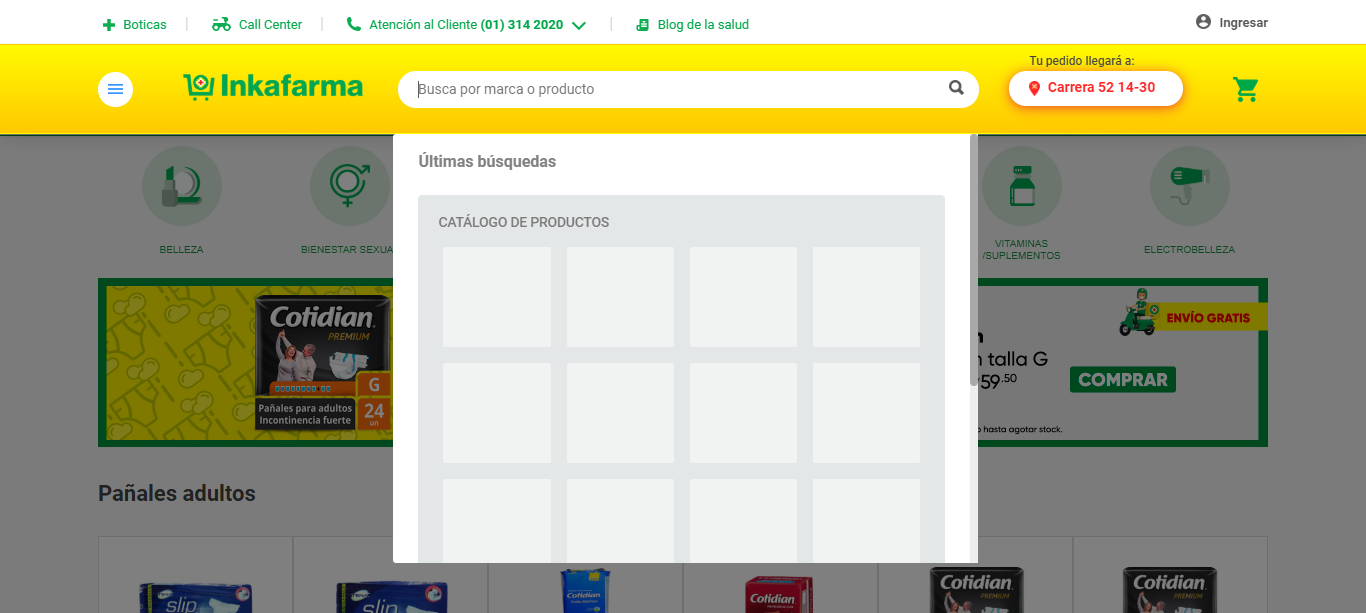 Boticas
Call Center
Atención al Cliente (01) 314 2020
Blog de la salud
Ingresar
Inkafarma
Busca por marca o producto
Tu pedido llegará a:
Carrera 52 14-30
Últimas búsquedas
CATÁLOGO DE PRODUCTOS
BELLEZA
BIENESTAR SEXUA
VITAMINAS
/SUPLEMENTOS
ELECTROBELLEZA
Cotidian
PREMIUM
G
24
un
Pañales para adultos
Incontinencia fuerte
ENVÍO GRATIS
n talla G
59.50
COMPRAR
hasta agotar stock.
Pañales adultos
slip
slip
Cotidian
Cotidian
Cotidian
PREMIUM
Cotidian
PREMIUM